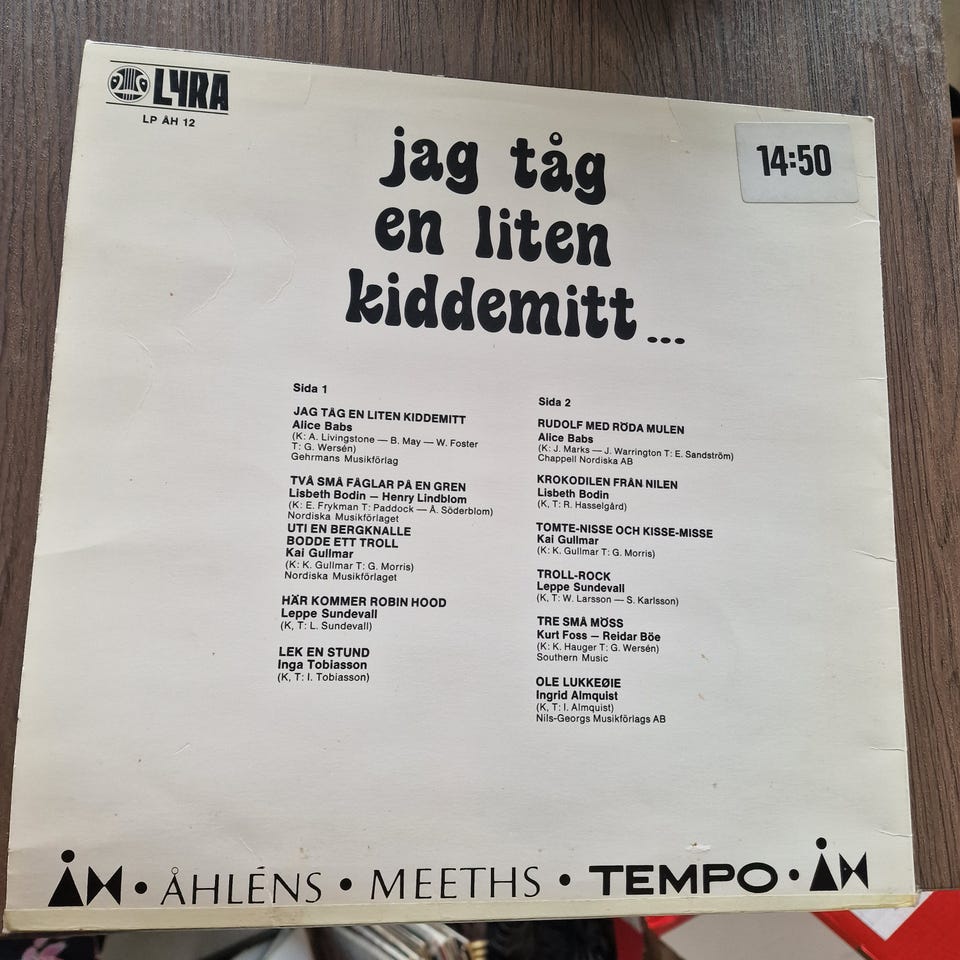 LYRA
LP ÅH 12
14:50
jag tåg
en liten
kiddemitt...
Sida 1
JAG TÅG EN LITEN KIDDEMITT
Alice Babs
(K: A. Livingstone — B. May — W. Foster
T: G. Wersén)
Gehrmans Musikförlag
TVÅ SMÅ FÅGLAR PÅ EN GREN
Lisbeth Bodin — Henry Lindblom
(K: E. Frykman T: Paddock — Å. Söderblom)
Nordiska Musikförlaget
UTI EN BERGKNALLE
BODDE ETT TROLL
Kai Gullmar
(K: K. Gullmar T: G. Morris)
Nordiska Musikförlaget
HÄR KOMMER ROBIN HOOD
Leppe Sundevall
(K, T: L. Sundevall)
LEK EN STUND
Inga Tobiasson
(K, T: I. Tobiasson)
Sida 2
RUDOLF MED RÖDA MULEN
Alice Babs
(K: J. Marks — J. Warrington T: E. Sandström)
Chappell Nordiska AB
KROKODILEN FRÅN NILEN
Lisbeth Bodin
(K, T: R. Hasselgård)
TOMTE-NISSE OCH KISSE-MISSE
Kai Gullmar
(K: K. Gullmar T: G. Morris)
TROLL-ROCK
Leppe Sundevall
(K, T: W. Larsson — S. Karlsson)
TRE SMÅ MÖSS
Kurt Foss — Reidar Böe
(K: K. Hauger T: G. Wersén)
Southern Music
OLE LUKKEØIE
Ingrid Almquist
(K, T: I. Almquist)
Nils-Georgs Musikförlags AB
ÅM • ÅHLÉNS • MEETHS • TEMPO • ÅM